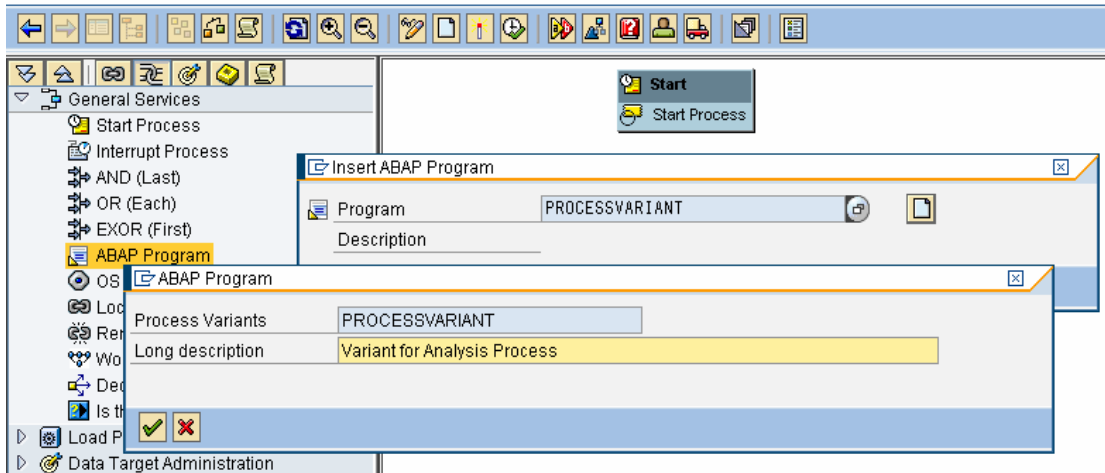 Start
Start Process
General Services
Start Process
Interrupt Process
AND (Last)
OR (Each)
EXOR (First)
ABAP Program
OS
Insert ABAP Program
Program PROCESSVARIANT
Description
ABAP Program
Process Variants PROCESSVARIANT
Long description Variant for Analysis Process
Data Target Administration